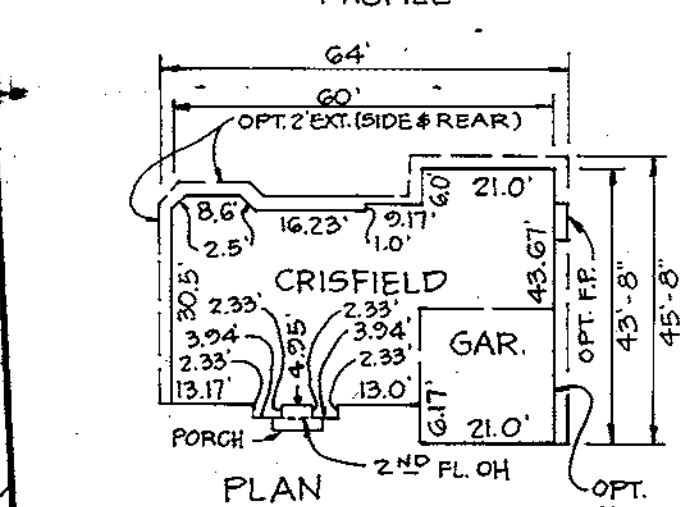 PROFILE
64'
60'
OPT. 2' EXT. (SIDE & REAR)
6.0'
21.0'
8.6'
16.23'
9.17'
2.5'
1.0'
30.5'
CRISFIELD
43.67'
OPT. F.P.
43'-8"
45'-8"
2.33'
2.33'
3.94'
4.95'
3.94'
2.33'
2.33'
GAR.
13.17'
13.0'
6.17'
21.0'
PORCH
2ND FL. OH
PLAN
OPT.